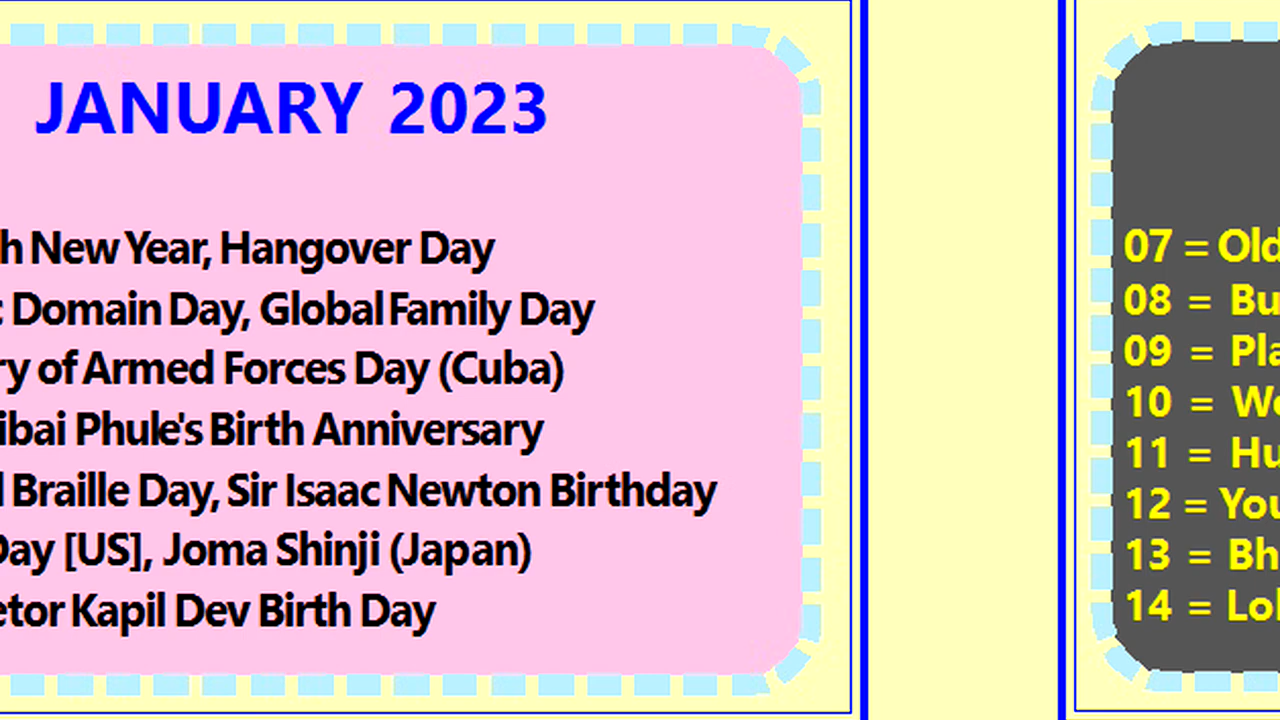 JANUARY 2023
h New Year, Hangover Day
: Domain Day, Global Family Day
ry of Armed Forces Day (Cuba)
ibai Phule's Birth Anniversary
l Braille Day, Sir Isaac Newton Birthday
Day [US], Joma Shinji (Japan)
etor Kapil Dev Birth Day
07 = Old
08 = Bu
09 = Pla
10 = We
11 = Hu
12 = You
13 = Bh
14 =